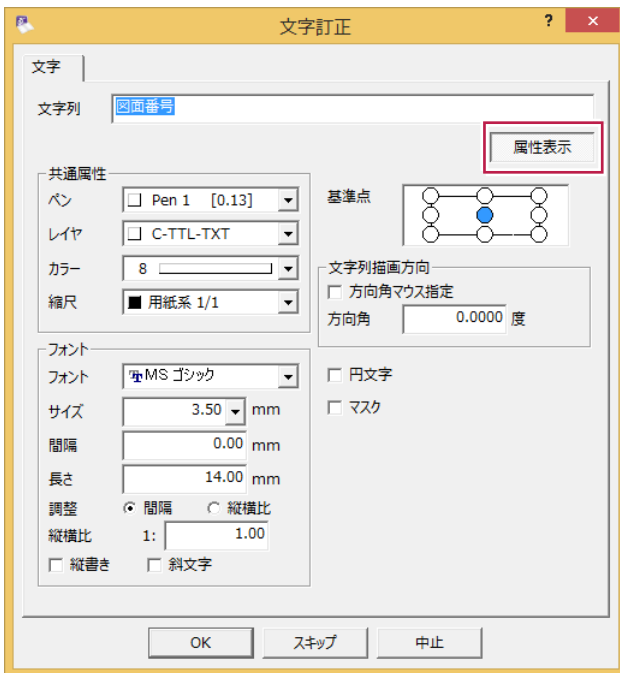 文字訂正
? ×
文字
文字列 図面番号
属性表示
共通属性
ペン Pen 1 [0.13]
レイヤ C-TTL-TXT
カラー 8
縮尺 用紙系 1/1
基準点
文字列描画方向
方向角マウス指定
方向角 0.0000 度
フォント
フォント MS ゴシック
サイズ 3.50 mm
間隔 0.00 mm
長さ 14.00 mm
調整 間隔 縦横比
縦横比 1: 1.00
縦書き 斜文字
円文字
マスク
OK スキップ 中止